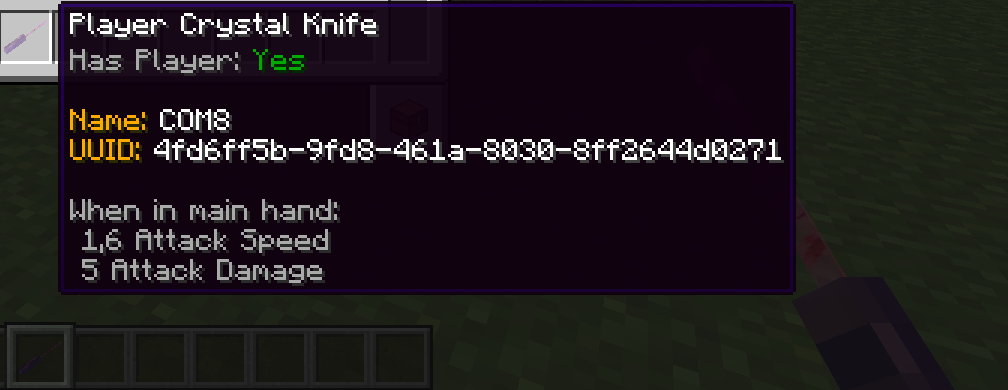 Player Crystal Knife
Has Player: Yes
Name: COM8
UUID: 4fd6ff5b-9fd8-461a-8030-8ff2644d0271
When in main hand:
1,6 Attack Speed
5 Attack Damage